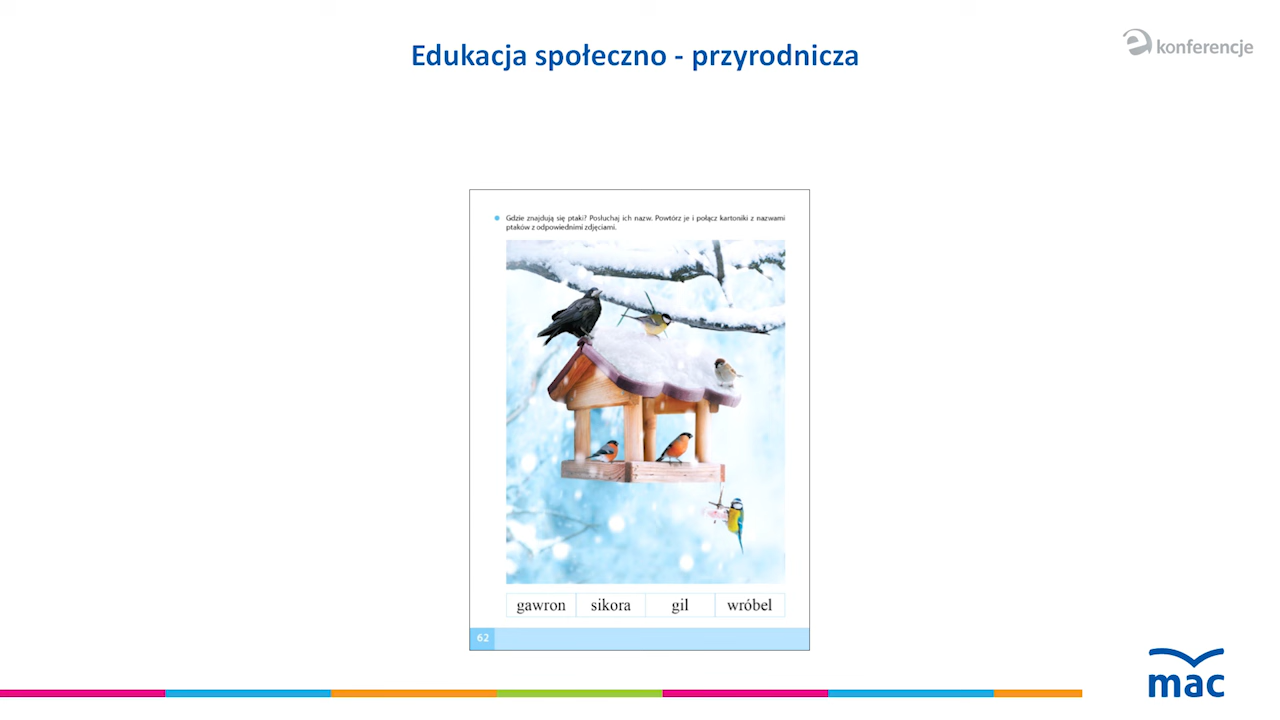 Edukacja społeczno - przyrodnicza
e konferencje
Gdzie znajdują się ptaki? Posłuchaj ich nazw. Powtórz je i połącz kartoniki z nazwami
ptaków z odpowiednimi zdjęciami.
gawron sikora gil wróbel
62
mac